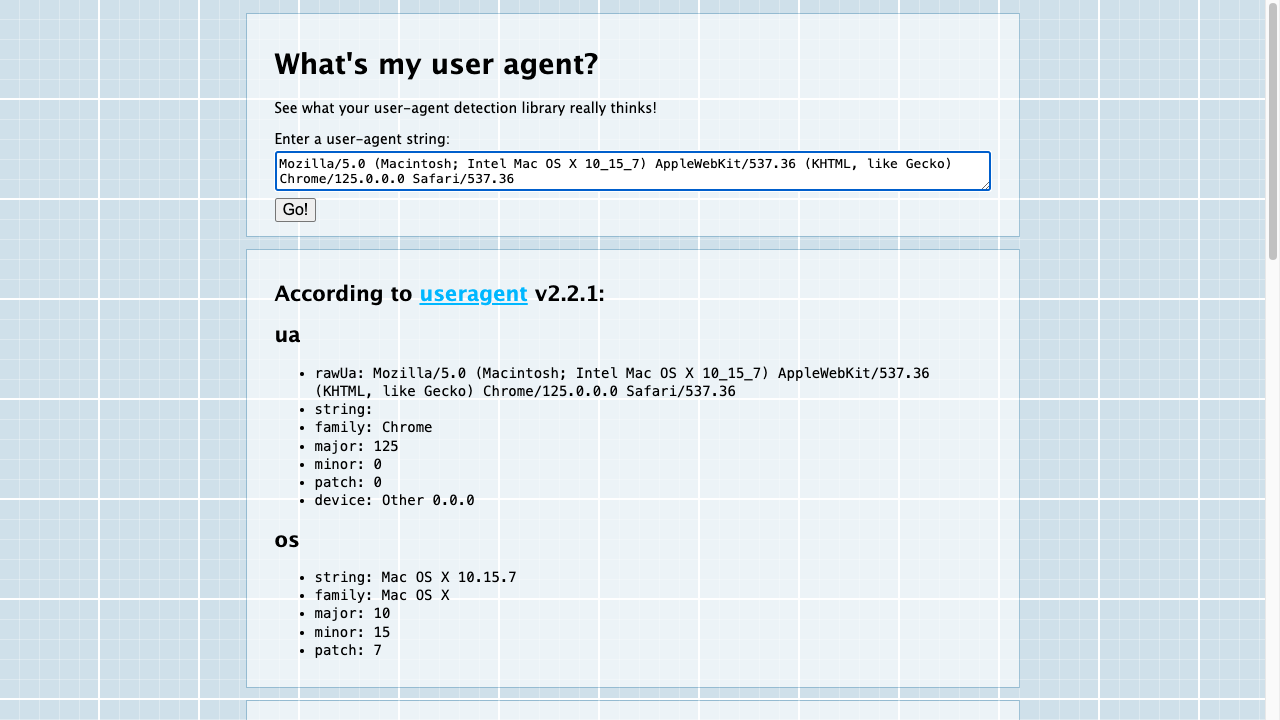 What's my user agent?
See what your user-agent detection library really thinks!
Enter a user-agent string:
Mozilla/5.0 (Macintosh; Intel Mac OS X 10_15_7) AppleWebKit/537.36 (KHTML, like Gecko)
Chrome/125.0.0.0 Safari/537.36
Go!
According to useragent v2.2.1:
ua
• rawUa: Mozilla/5.0 (Macintosh; Intel Mac OS X 10_15_7) AppleWebKit/537.36
(KHTML, like Gecko) Chrome/125.0.0.0 Safari/537.36
• string:
• family: Chrome
• major: 125
• minor: 0
• patch: 0
• device: Other 0.0.0
os
• string: Mac OS X 10.15.7
• family: Mac OS X
• major: 10
• minor: 15
• patch: 7